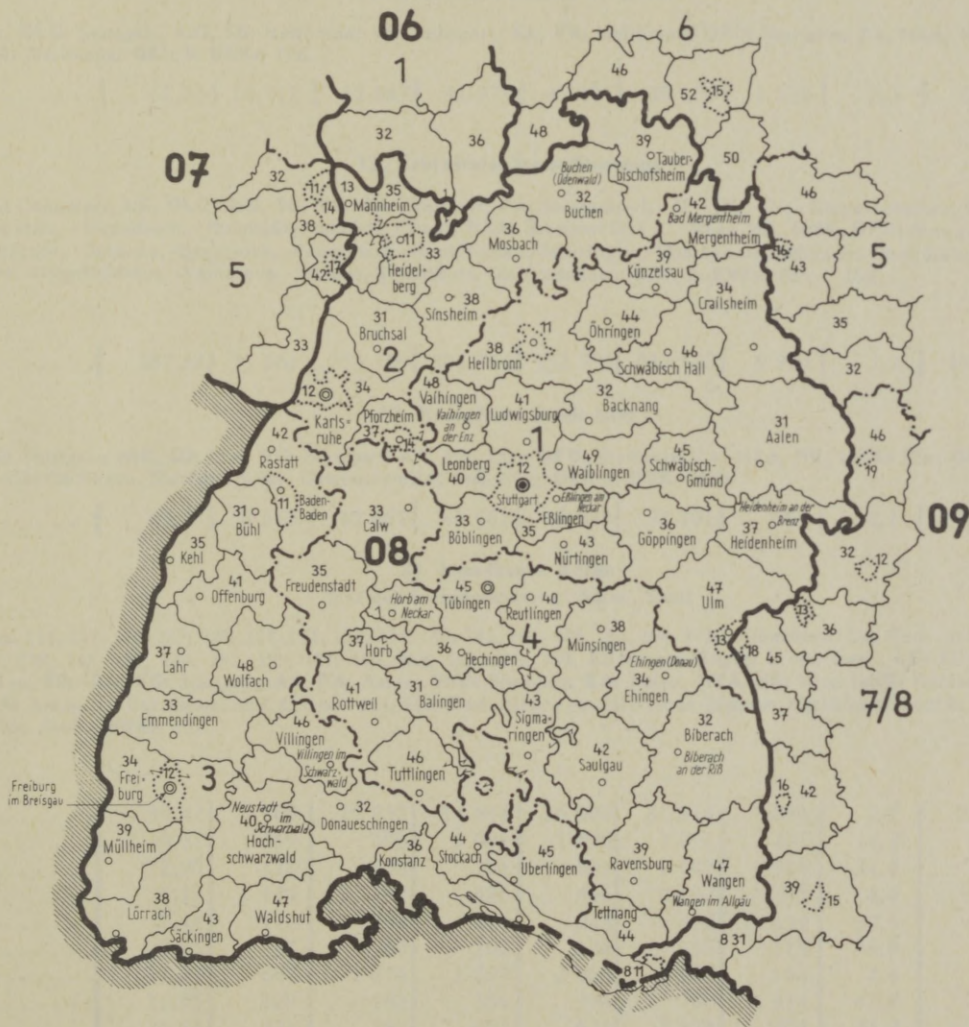 06
6
1
46
52
15
32
36
48
39
Tauber-
bischofsheim
50
07
32
11
14
13
Mannheim
35
Buchen
(Odenwald)
32
Buchen
42
Bad Mergentheim
Mergentheim
46
38
42
17
11
Heidel-
berg
33
36
Mosbach
39
Künzelsau
34
Crailsheim
16
43
5
5
38
Sinsheim
44
Öhringen
35
33
31
Bruchsal
2
38
Heilbronn
11
46
Schwäbisch Hall
32
12
34
Karls-
ruhe
48
Vaihingen
Vaihingen
an
der Enz
41
Ludwigsburg
32
Backnang
31
Aalen
46
19
Pforzheim
37
14
1
42
Rastatt
Leonberg
40
12
Stuttgart
49
Waiblingen
45
Schwäbisch-
Gmünd
11
Baden-
Baden
Eßlingen am
Neckar
Eßlingen
35
Heidenheim an der
Brenz
37
Heidenheim
09
31
Bühl
33
Calw
33
Böblingen
43
Nürtingen
36
Göppingen
08
32
12
35
Kehl
35
Freudenstadt
41
Offenburg
Horb am
Neckar
45
Tübingen
40
Reutlingen
47
Ulm
13
36
37
Horb
36
Hechingen
4
38
Münsingen
13
18
45
37
Lahr
48
Wolfach
Ehingen (Donau)
34
Ehingen
41
Rottweil
31
Balingen
43
Sigma-
ringen
7/8
37
33
Emmendingen
46
Villingen
Villingen im
Schwarz-
wald
46
Tuttlingen
42
Saulgau
32
Biberach
Biberach
an der Riß
34
Frei-
burg
12
3
Freiburg
im Breisgau
16
42
Neustadt
im
Schwarzwald
40
Hoch-
schwarzwald
32
Donaueschingen
39
Müllheim
36
Konstanz
44
Stockach
45
Überlingen
39
Ravensburg
47
Wangen
Wangen im Allgäu
39
15
38
Lörrach
43
Säckingen
47
Waldshut
Tettnang
44
8 31
8 11